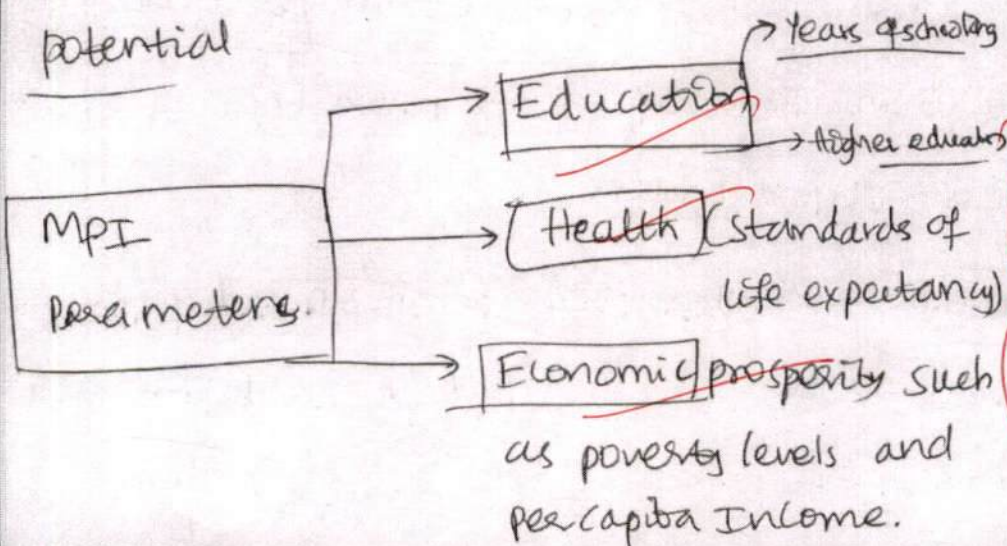 potential
Years of schooling
Education
Higher education
MPI
Parameters.
Health (standards of
life expectancy)
Economic prosperity such
as poverty levels and
per capita Income.